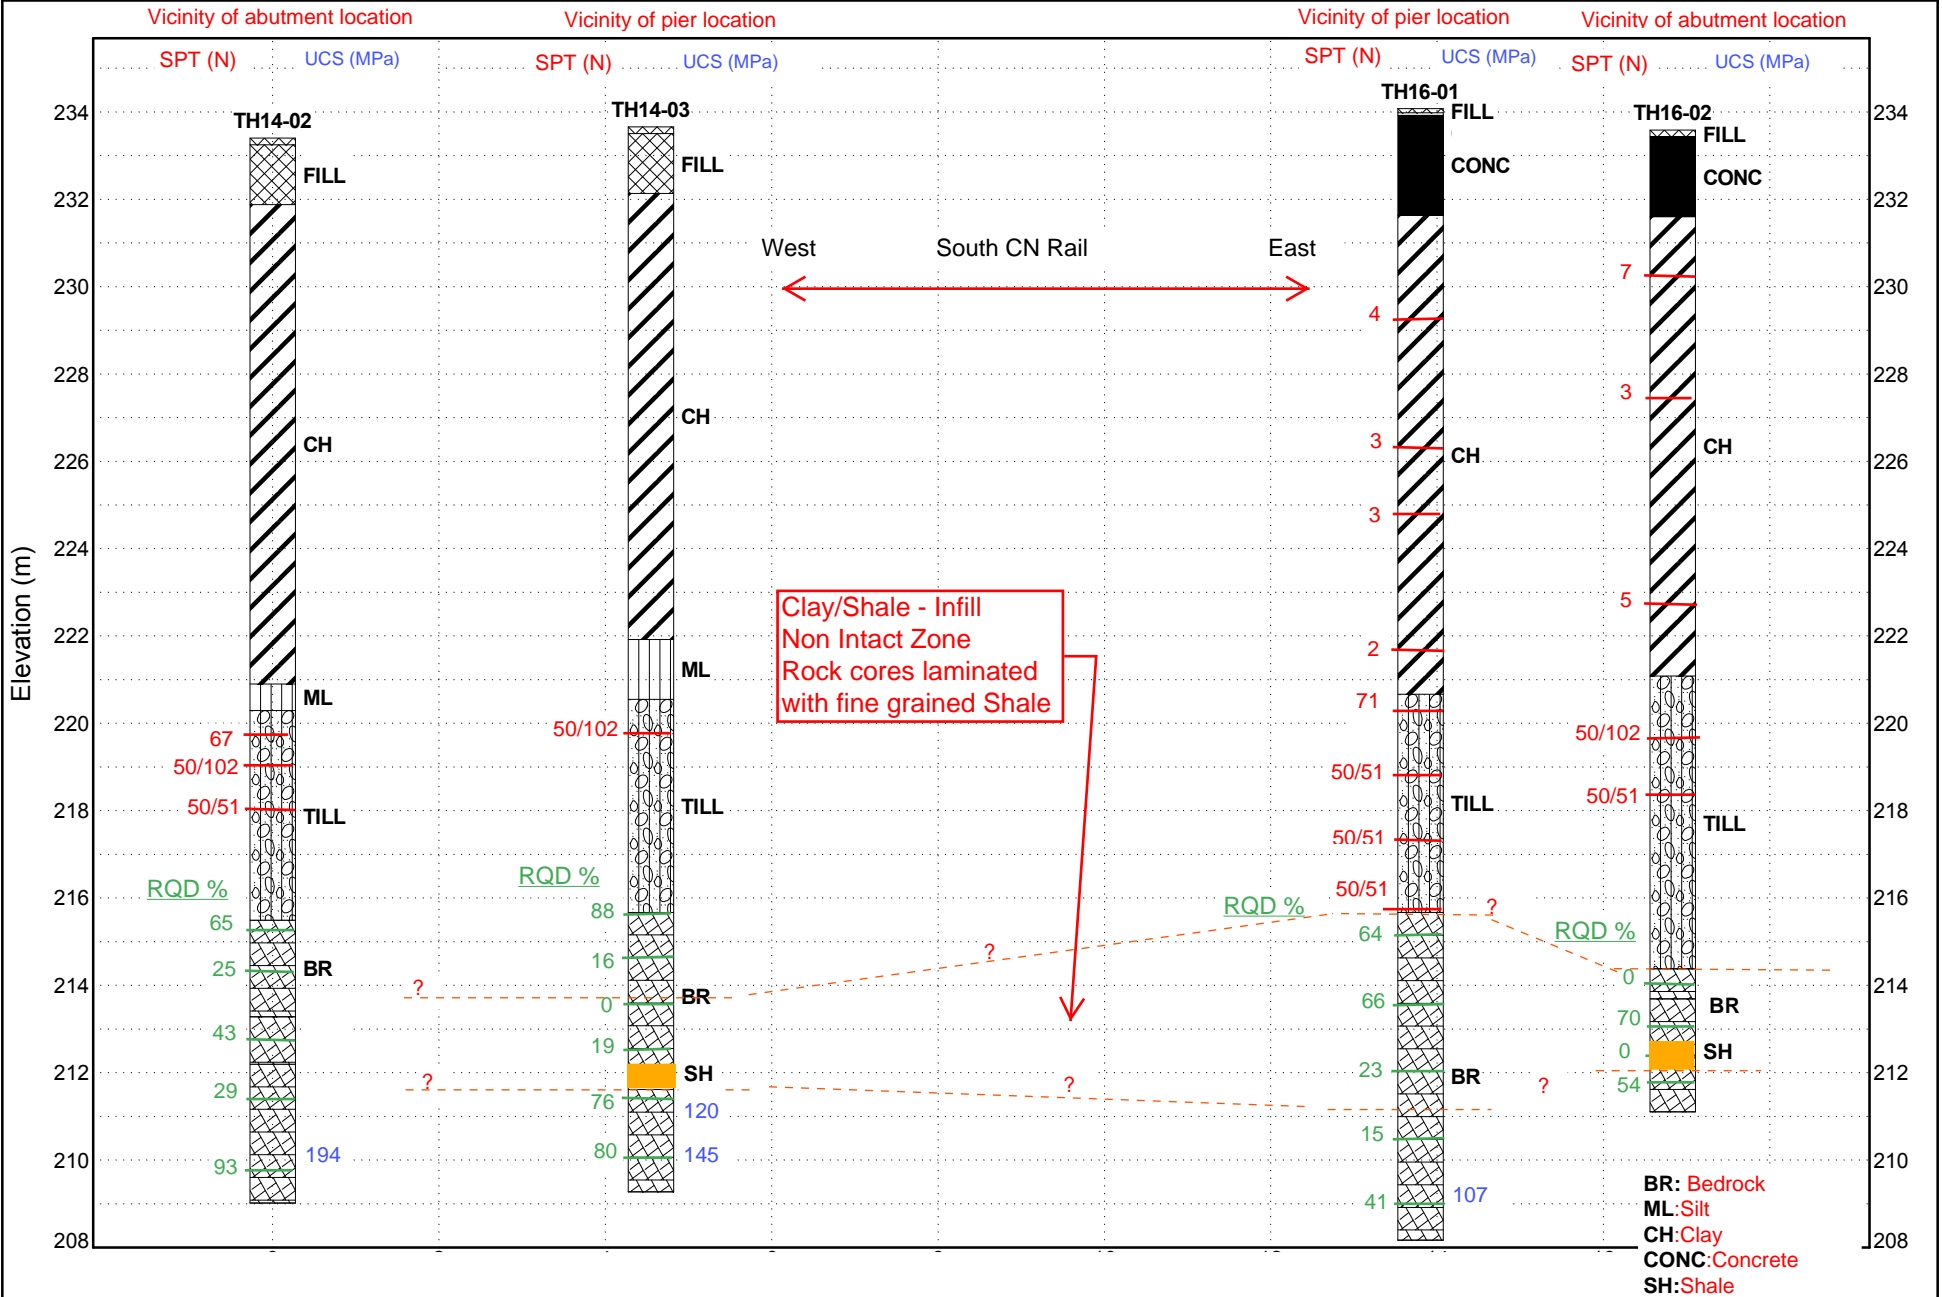 Vicinity of abutment location
Vicinity of pier location
Vicinity of pier location
Vicinity of abutment location
SPT (N)
UCS (MPa)
SPT (N)
UCS (MPa)
SPT (N)
UCS (MPa)
SPT (N)
UCS (MPa)
Elevation (m)
234
232
230
228
226
224
222
220
218
216
214
212
210
208
TH14-02
FILL
CH
ML
67
50/102
50/51
TILL
RQD %
65
25
BR
43
29
194
93
TH14-03
FILL
CH
ML
50/102
TILL
RQD %
88
16
0
BR
19
SH
76
120
80
145
West
South CN Rail
East
Clay/Shale - Infill
Non Intact Zone
Rock cores laminated
with fine grained Shale
?
?
?
?
?
?
TH16-01
FILL
CONC
4
3
CH
3
2
71
50/51
TILL
50/51
50/51
RQD %
64
66
23
BR
15
41
107
TH16-02
FILL
CONC
7
3
CH
5
50/102
50/51
TILL
RQD %
0
BR
70
0
SH
54
234
232
230
228
226
224
222
220
218
216
214
212
210
208
BR: Bedrock
ML:Silt
CH:Clay
CONC:Concrete
SH:Shale